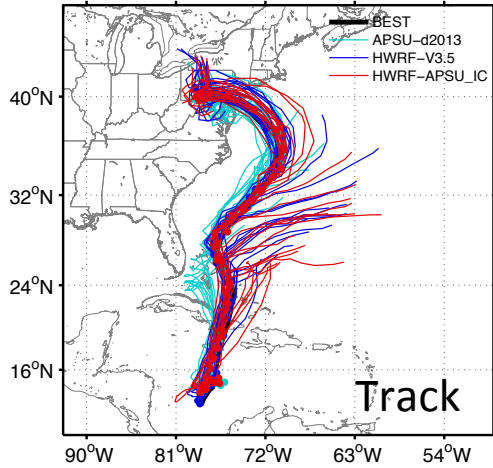 BEST
APSU-d2013
HWRF-V3.5
HWRF-APSU_IC
40°N
32°N
24°N
16°N
Track
90°W 81°W 72°W 63°W 54°W